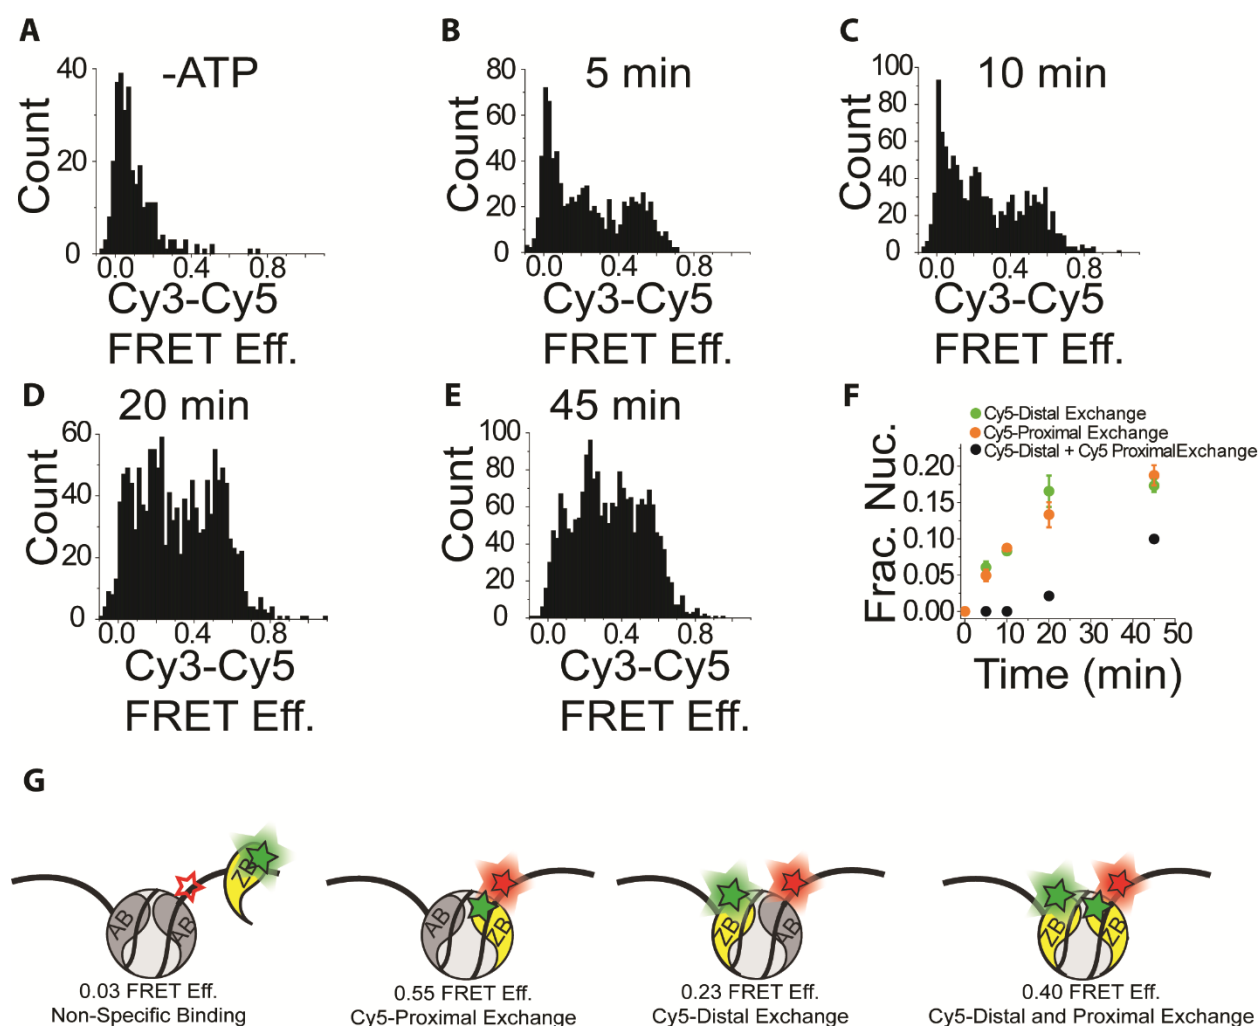 A
-ATP
Count
40
20
0
0.0 0.4 0.8
Cy3-Cy5
FRET Eff.
B
5 min
Count
80
60
40
20
0
0.0 0.4 0.8
Cy3-Cy5
FRET Eff.
C
10 min
Count
100
80
60
40
20
0
0.0 0.4 0.8
Cy3-Cy5
FRET Eff.
D
20 min
Count
60
40
20
0
0.0 0.4 0.8
Cy3-Cy5
FRET Eff.
E
45 min
Count
100
80
60
40
20
0
0.0 0.4 0.8
Cy3-Cy5
FRET Eff.
F
Cy5-Distal Exchange
Cy5-Proximal Exchange
Cy5-Distal + Cy5 ProximalExchange
Frac. Nuc.
0.20
0.15
0.10
0.05
0.00
0 10 20 30 40 50
Time (min)
G
AB AB ZB
0.03 FRET Eff.
Non-Specific Binding
AB ZB
0.55 FRET Eff.
Cy5-Proximal Exchange
ZB AB
0.23 FRET Eff.
Cy5-Distal Exchange
ZB ZB
0.40 FRET Eff.
Cy5-Distal and Proximal Exchange